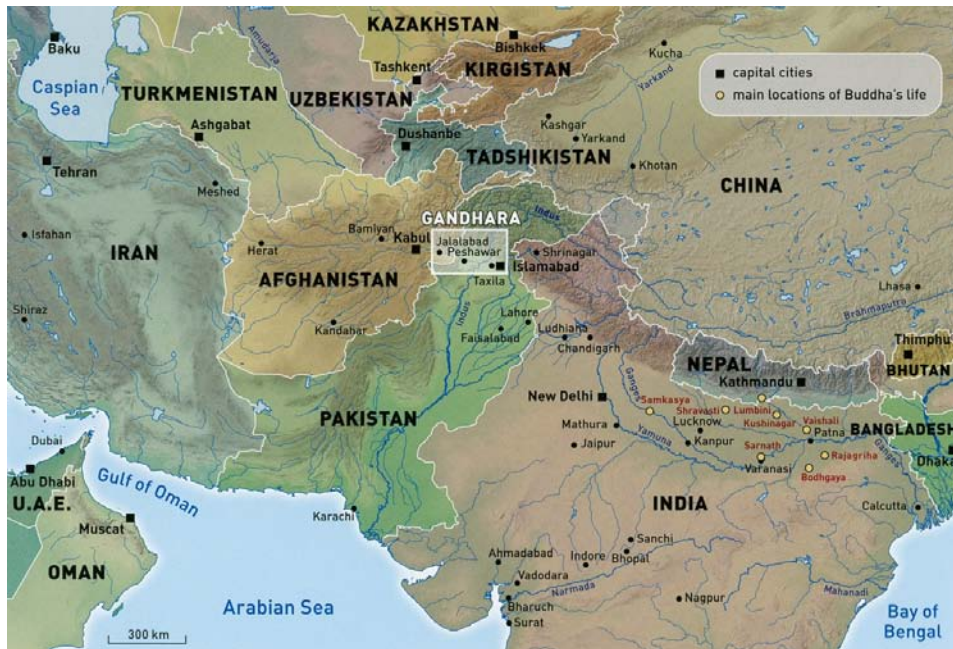 KAZAKHSTAN
Baku
Bishkek
Kucha
Amudarja
Tashkent
KIRGISTAN
Yarkand
capital cities
main locations of Buddha's life
Caspian
Sea
TURKMENISTAN
UZBEKISTAN
Kashgar
Ashgabat
Dushanbe
Yarkand
TADSHIKISTAN
Khotan
Tehran
Meshed
CHINA
GANDHARA
Indus
Isfahan
IRAN
Herat
Bamiyan
Kabul
Jalalabad
Peshawar
Shrinagar
Islamabad
Taxila
AFGHANISTAN
Lhasa
Brahmaputra
Shiraz
Kandahar
Indus
Lahore
Faisalabad
Ludhiana
Chandigarh
Thimphu
BHUTAN
NEPAL
Kathmandu
PAKISTAN
New Delhi
Ganges
Samkasya
Shravasti
Lumbini
Kushinagar
Vaishali
Lucknow
Mathura
Yamuna
Kanpur
Patna
BANGLADESH
Jaipur
Sarnath
Varanasi
Rajagriha
Bodhgaya
Ganges
Dhaka
Dubai
Abu Dhabi
U.A.E.
Gulf of Oman
Muscat
Karachi
INDIA
Calcutta
OMAN
Sanchi
Ahmadabad
Indore
Bhopal
Vadodara
Narmada
Nagpur
Mahanadi
Arabian Sea
Bharuch
Surat
Bay of
Bengal
300 km